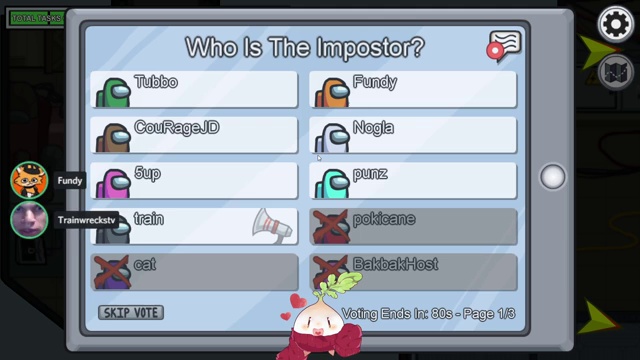 TOTAL TASKS
Who Is The Impostor?
Tubbo
Fundy
CouRageJD
Nogla
5up
punz
Fundy
train
pokicane
Trainwreckstv
cat
BakbakHost
SKIP VOTE
Voting Ends In: 80s - Page 1/3